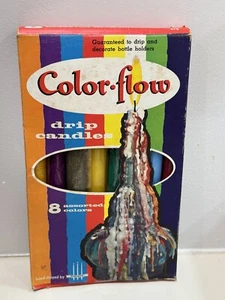 Guaranteed to drip and
decorate bottle holders
Color-flow
drip
candles
8 assorted
colors